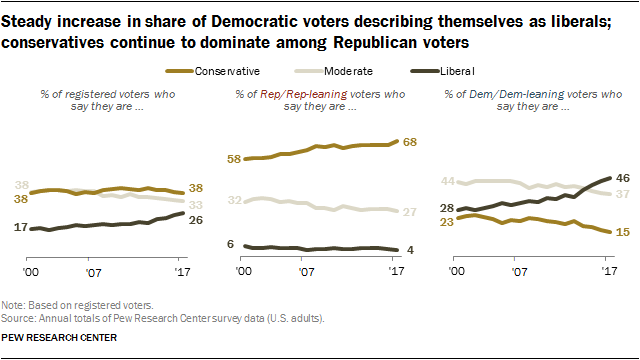 Steady increase in share of Democratic voters describing themselves as liberals;
conservatives continue to dominate among Republican voters
Conservative Moderate Liberal
% of registered voters who
say they are ...
38
38
17
38
33
26
'00 '07 '17
% of Rep/Rep-leaning voters who
say they are ...
58
32
6
68
27
4
'00 '07 '17
% of Dem/Dem-leaning voters who
say they are ...
44
28
23
46
37
15
'00 '07 '17
Note: Based on registered voters.
Source: Annual totals of Pew Research Center survey data (U.S. adults).
PEW RESEARCH CENTER